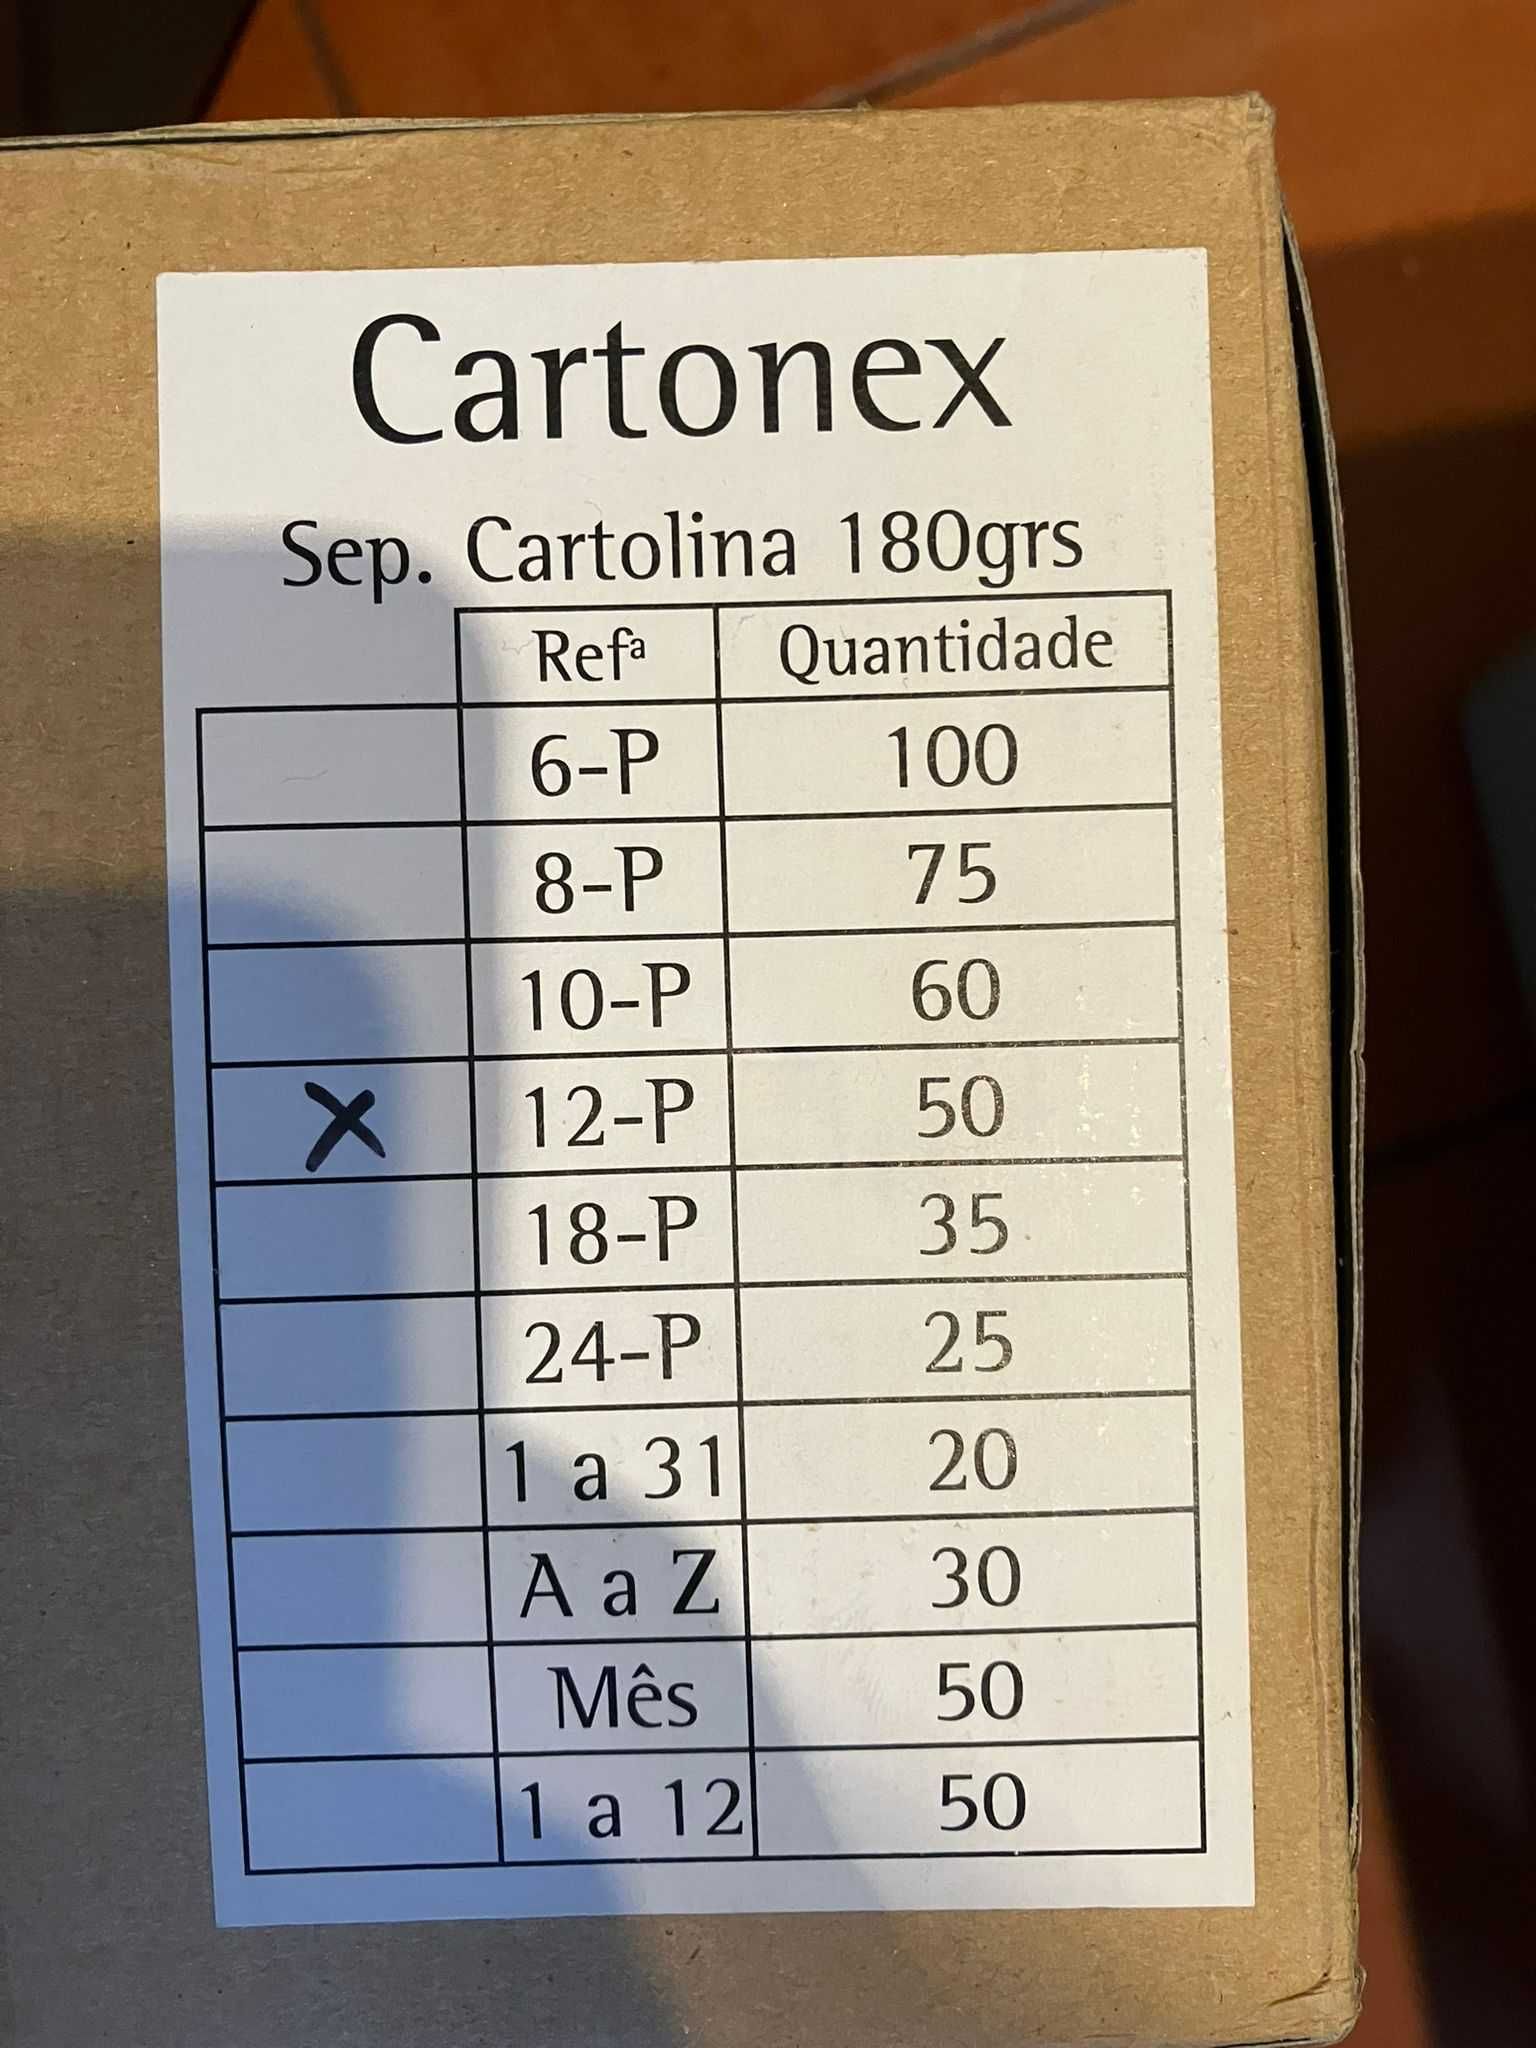 Cartonex
Sep. Cartolina 180grs
Refª Quantidade
6-P 100
8-P 75
10-P 60
X 12-P 50
18-P 35
24-P 25
1 a 31 20
A a Z 30
Mês 50
1 a 12 50